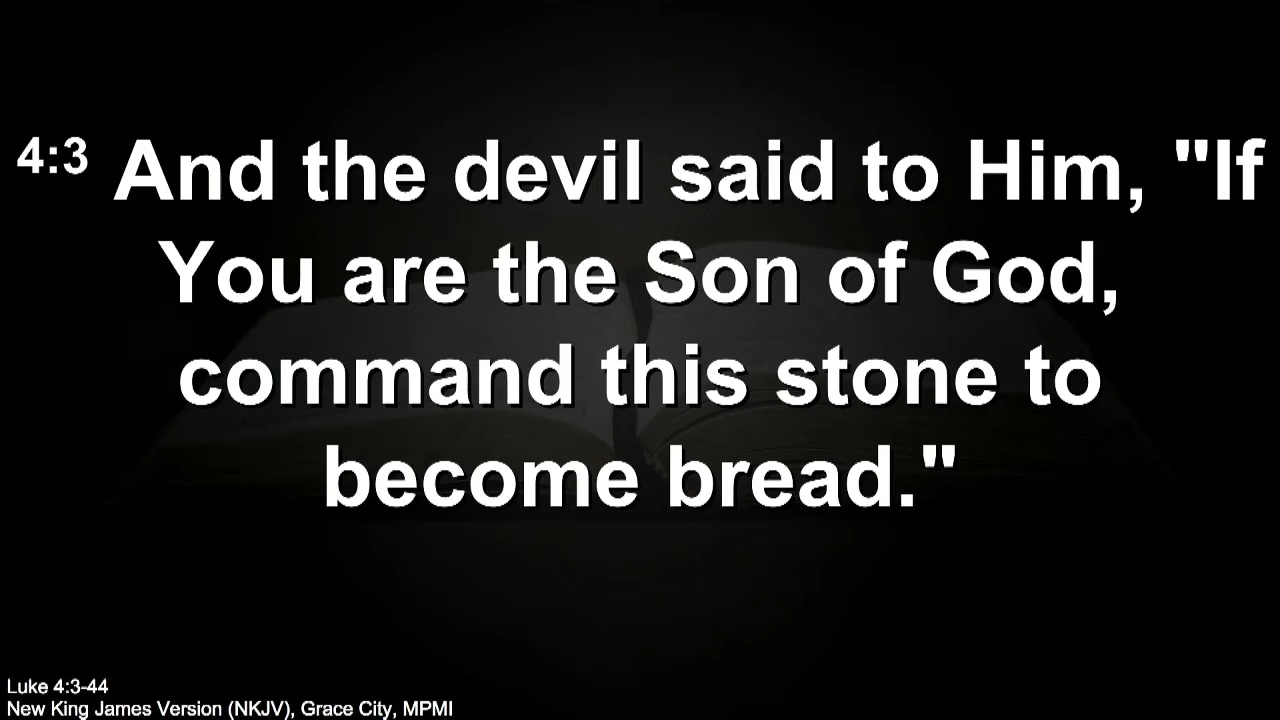 4:3 And the devil said to Him, "If
You are the Son of God,
command this stone to
become bread."
Luke 4:3-44
New King James Version (NKJV), Grace City, MPMI